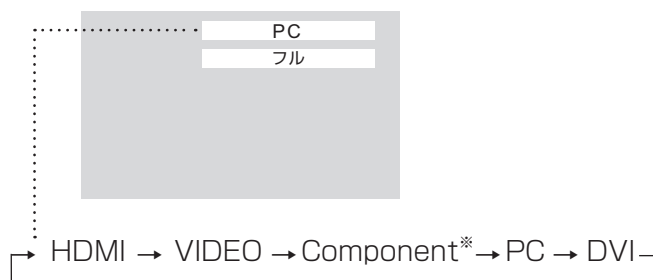 PC
フル
HDMI → VIDEO → Component※ → PC → DVI